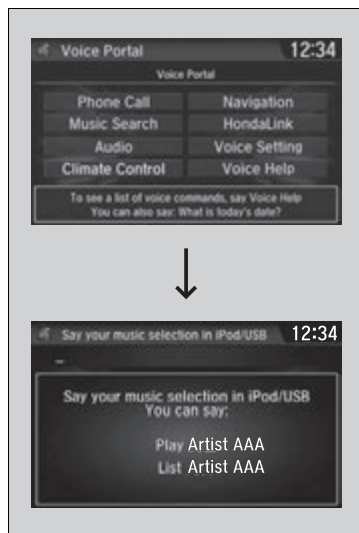 Voice Portal 12:34
Voice Portal
Phone Call Navigation
Music Search HondaLink
Audio Voice Setting
Climate Control Voice Help
To see a list of voice commands, say Voice Help
You can also say: What is today's date?
Say your music selection in iPod/USB 12:34
Say your music selection in iPod/USB
You can say:
Play Artist AAA
List Artist AAA